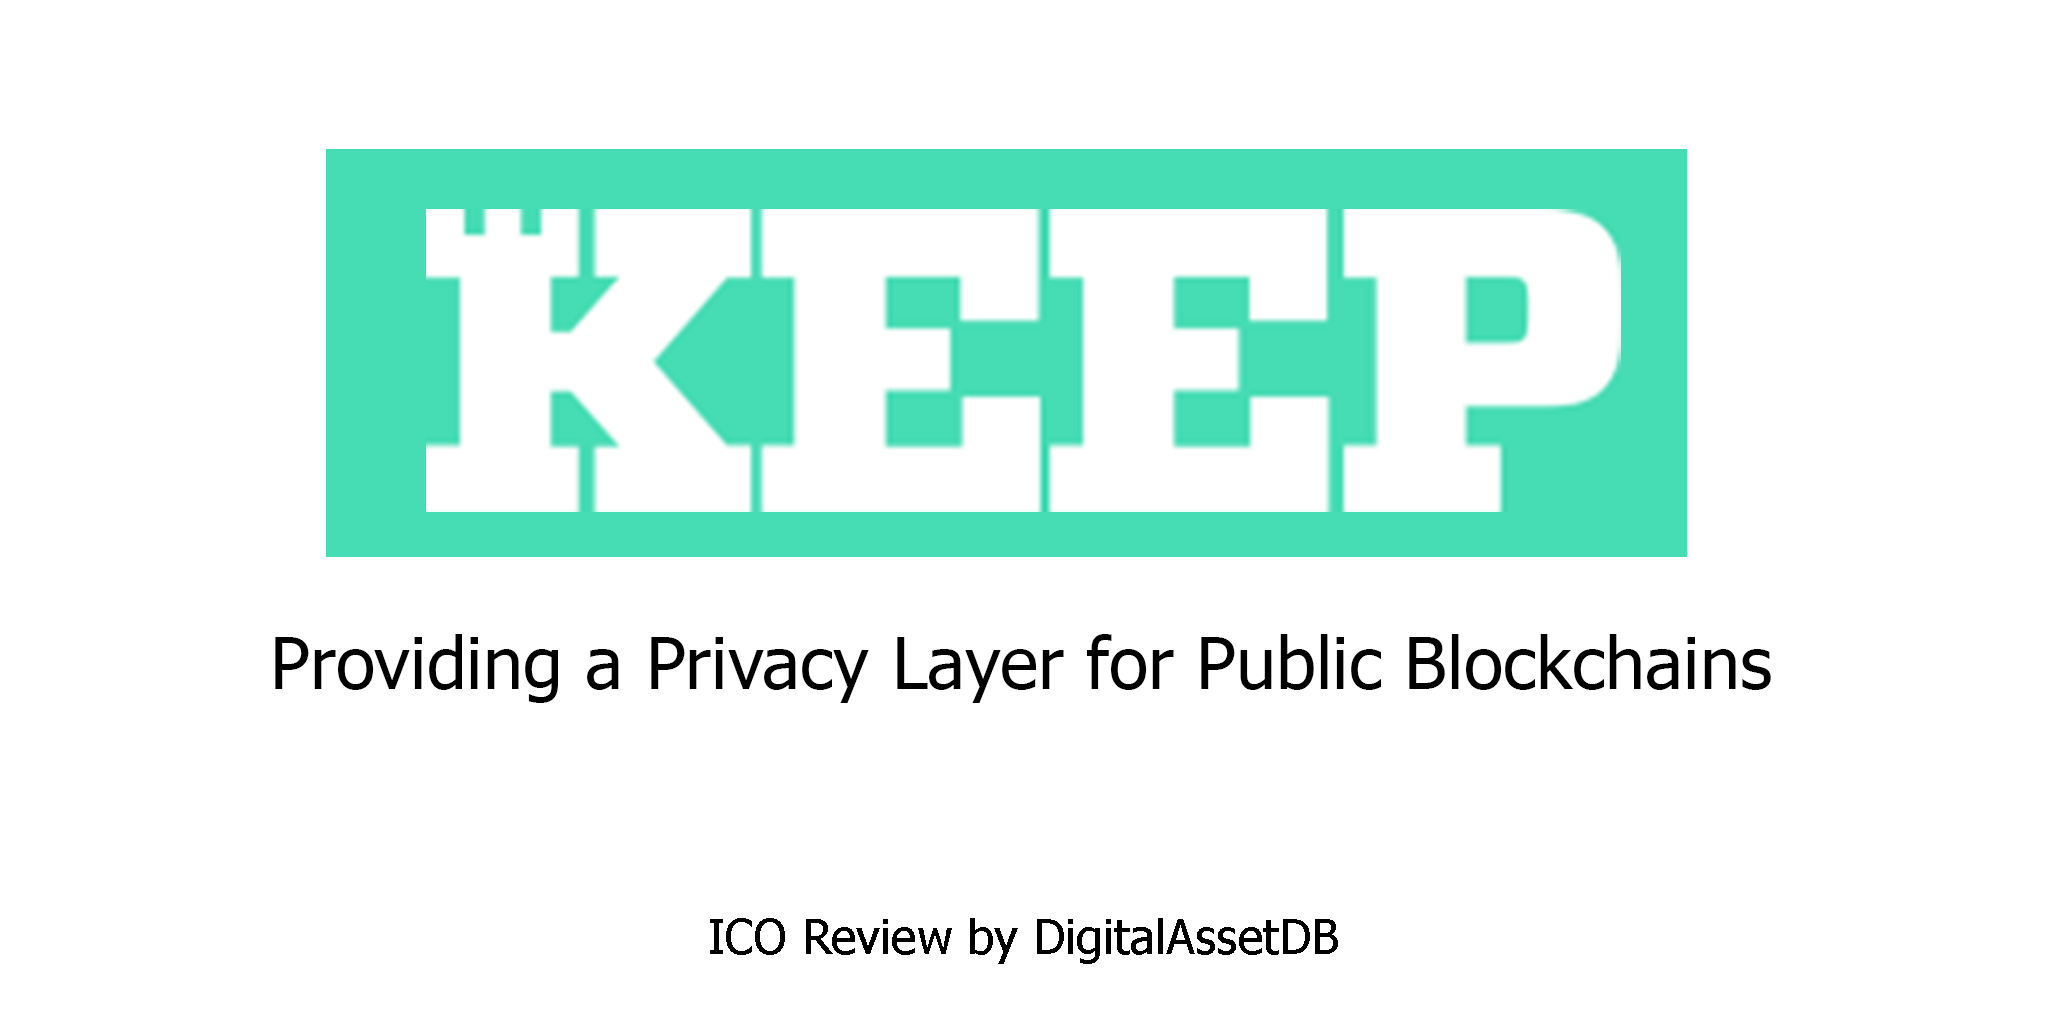 KEEP
Providing a Privacy Layer for Public Blockchains
ICO Review by DigitalAssetDB